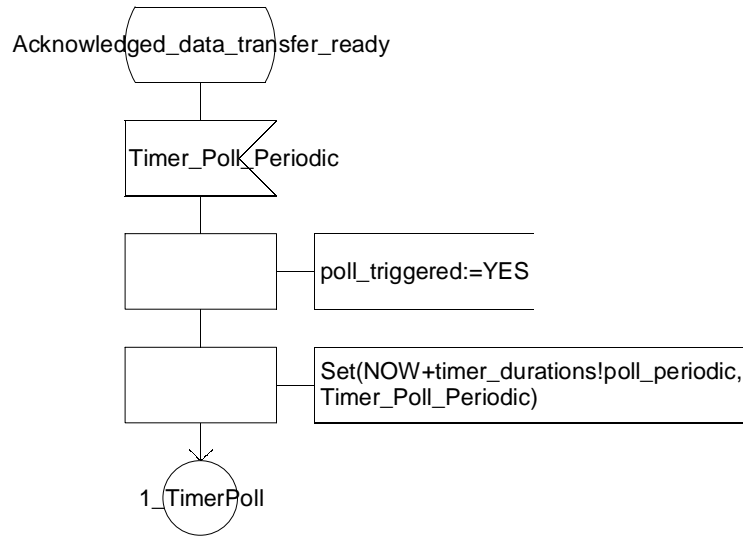 Acknowledged_data_transfer_ready
Timer_Poll_Periodic
poll_triggered:=YES
Set(NOW+timer_durations!poll_periodic,
Timer_Poll_Periodic)
1_TimerPoll